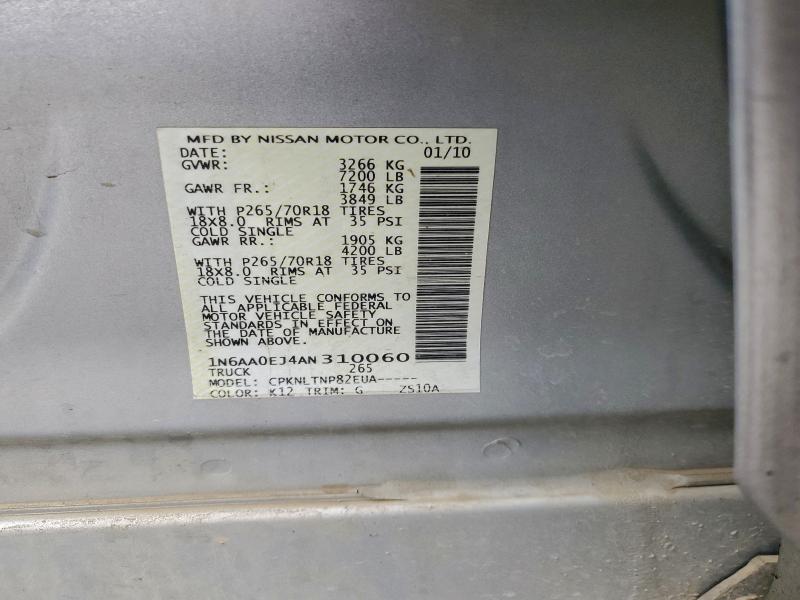 MFD BY NISSAN MOTOR CO., LTD.
DATE: 01/10
GVWR: 3266 KG
7200 LB
GAWR FR.: 1746 KG
3849 LB
WITH P265/70R18 TIRES
18X8.0 RIMS AT 35 PSI
COLD SINGLE
GAWR RR.: 1905 KG
4200 LB
WITH P265/70R18 TIRES
18X8.0 RIMS AT 35 PSI
COLD SINGLE
THIS VEHICLE CONFORMS TO
ALL APPLICABLE FEDERAL
MOTOR VEHICLE SAFETY
STANDARDS IN EFFECT ON
THE DATE OF MANUFACTURE
SHOWN ABOVE.
1N6AA0EJ4AN310060
TRUCK 265
MODEL: CPKNLTNP82EUA-----
COLOR: K12 TRIM: G ZS10A